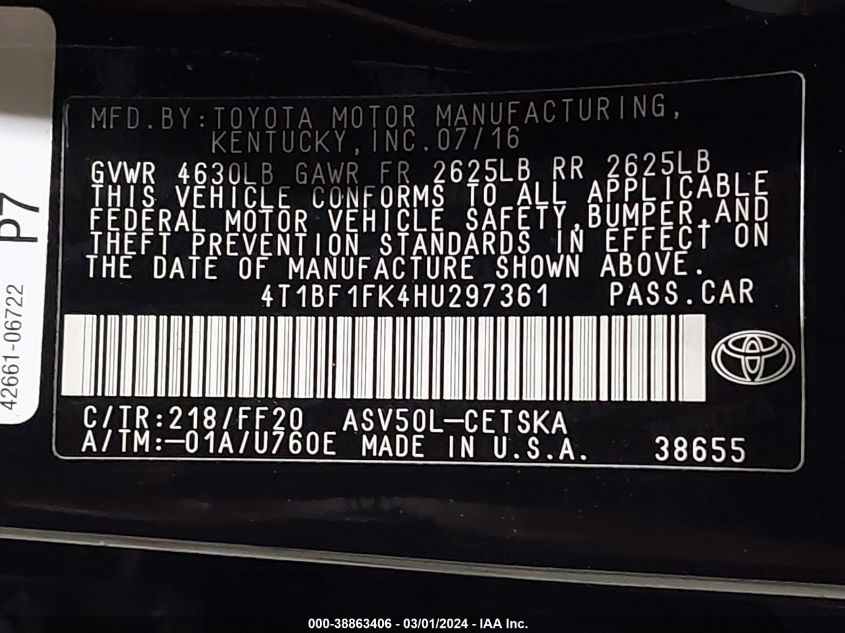 MFD.BY:TOYOTA MOTOR MANUFACTURING,
KENTUCKY,INC.07/16
GVWR 4630LB GAWR FR 2625LB RR 2625LB
THIS VEHICLE CONFORMS TO ALL APPLICABLE
FEDERAL MOTOR VEHICLE SAFETY,BUMPER,AND
THEFT PREVENTION STANDARDS IN EFFECT ON
THE DATE OF MANUFACTURE SHOWN ABOVE.
4T1BF1FK4HU297361 PASS.CAR
C/TR:218/FF20 ASV50L-CETSKA
A/TM:-01A/U760E MADE IN U.S.A. 38655
P7
42661-06722
000-38863406 - 03/01/2024 - IAA Inc.